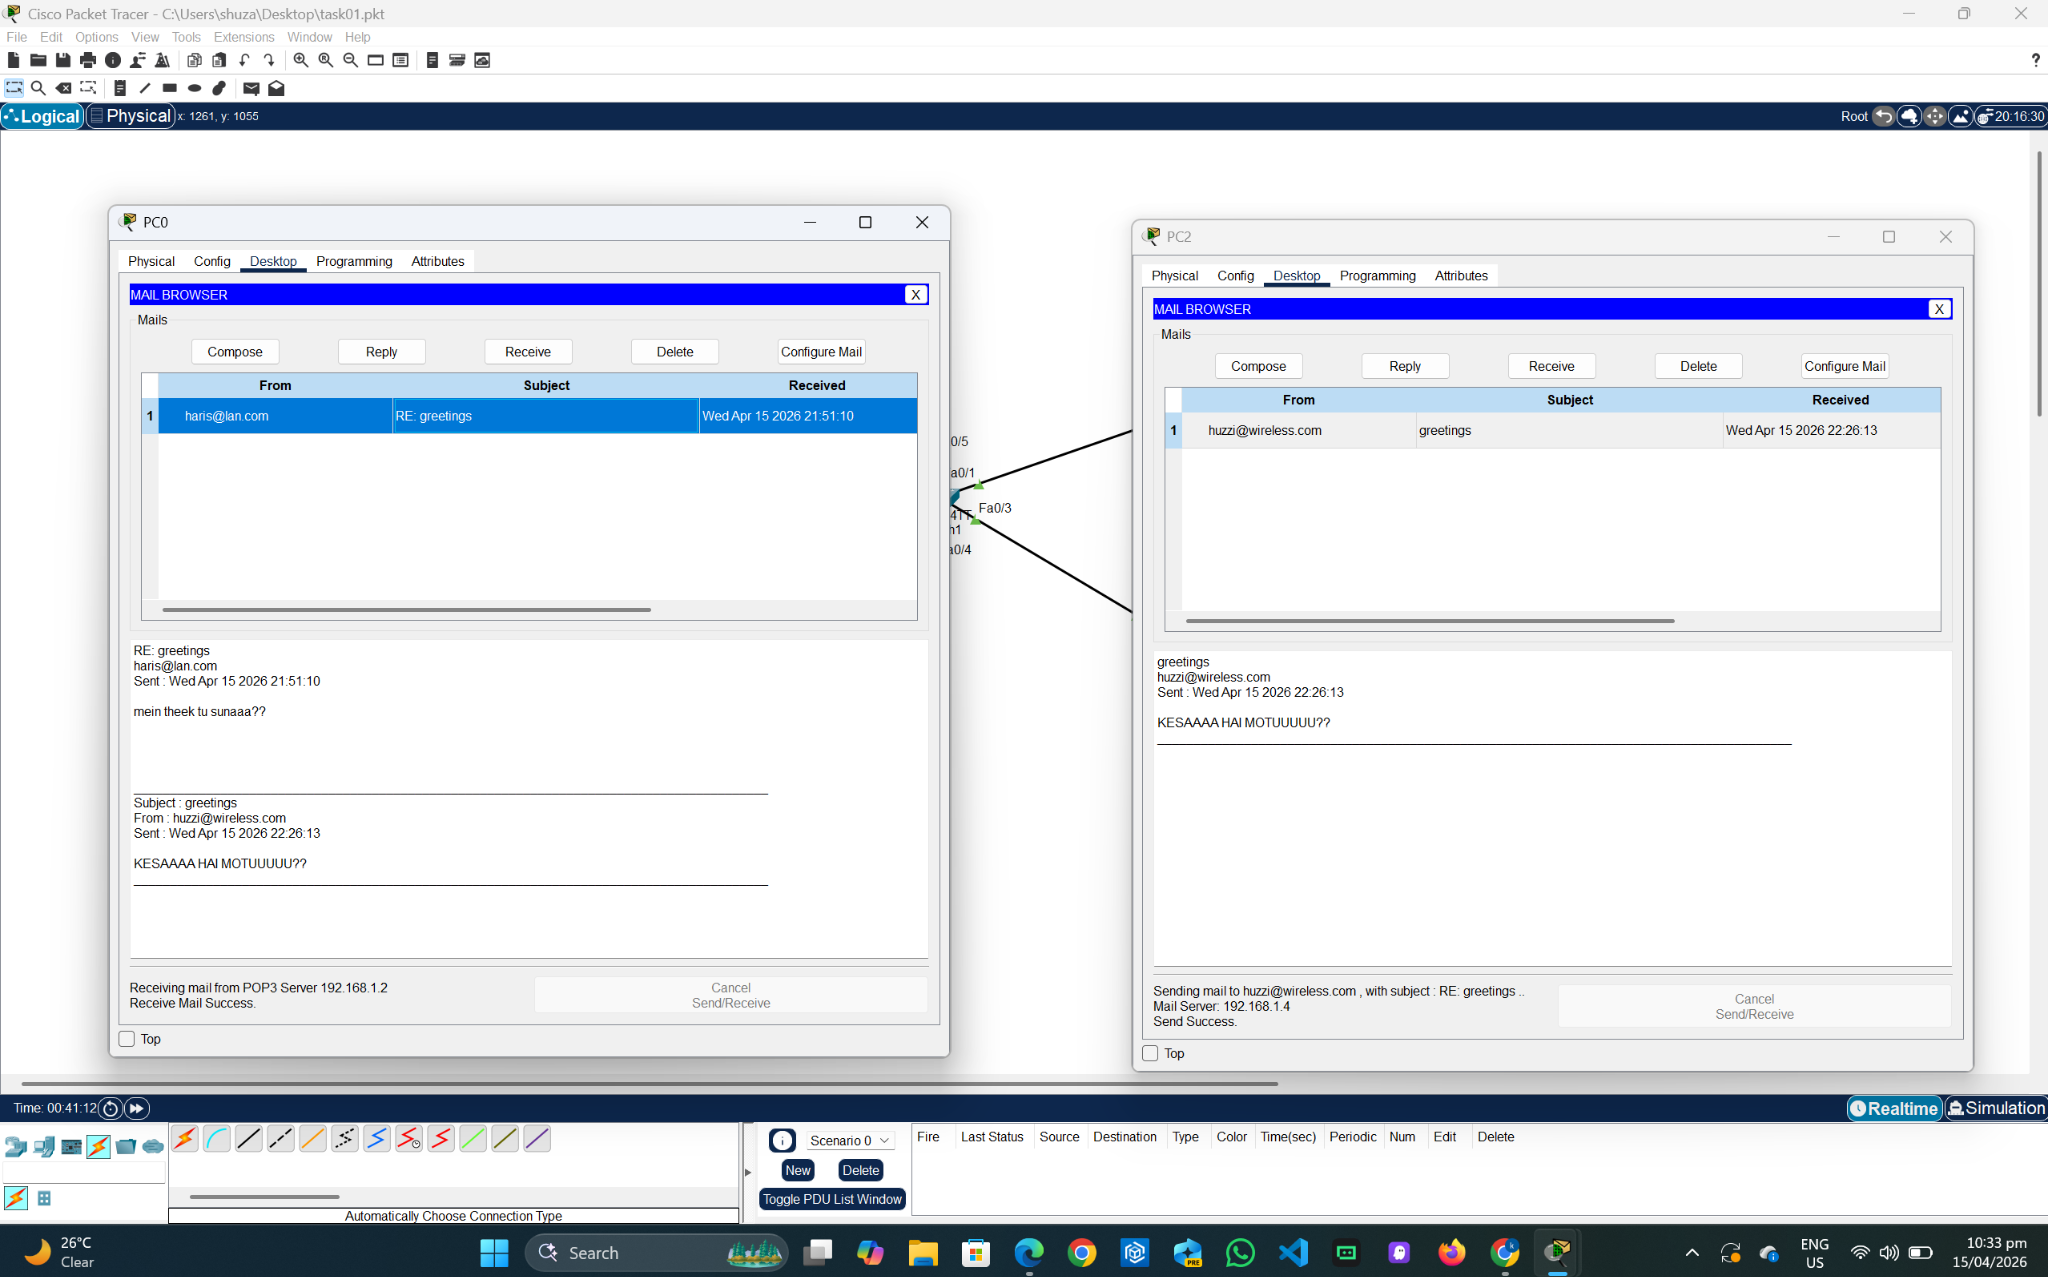 Cisco Packet Tracer - C:\Users\shuza\Desktop\task01.pkt
File Edit Options View Tools Extensions Window Help
?
Logical Physical x: 1261, y: 1055 Root 20:16:30
PC0
Physical Config Desktop Programming Attributes
MAIL BROWSER X
Mails
Compose Reply Receive Delete Configure Mail
From Subject Received
1 haris@lan.com RE: greetings Wed Apr 15 2026 21:51:10
RE: greetings
haris@lan.com
Sent : Wed Apr 15 2026 21:51:10
mein theek tu sunaaa??
Subject : greetings
From : huzzi@wireless.com
Sent : Wed Apr 15 2026 22:26:13
KESAAAA HAI MOTUUUUU??
Receiving mail from POP3 Server 192.168.1.2
Receive Mail Success.
Cancel
Send/Receive
Top
0/5
a0/1
Fa0/3
4TT
h1
a0/4
PC2
Physical Config Desktop Programming Attributes
MAIL BROWSER X
Mails
Compose Reply Receive Delete Configure Mail
From Subject Received
1 huzzi@wireless.com greetings Wed Apr 15 2026 22:26:13
greetings
huzzi@wireless.com
Sent : Wed Apr 15 2026 22:26:13
KESAAAA HAI MOTUUUUU??
Sending mail to huzzi@wireless.com , with subject : RE: greetings ..
Mail Server: 192.168.1.4
Send Success.
Cancel
Send/Receive
Top
Time: 00:41:12 Realtime Simulation
Scenario 0
New Delete
Toggle PDU List Window
Fire Last Status Source Destination Type Color Time(sec) Periodic Num Edit Delete
Automatically Choose Connection Type
26°C
Clear
Search
PRE
ENG
US
10:33 pm
15/04/2026